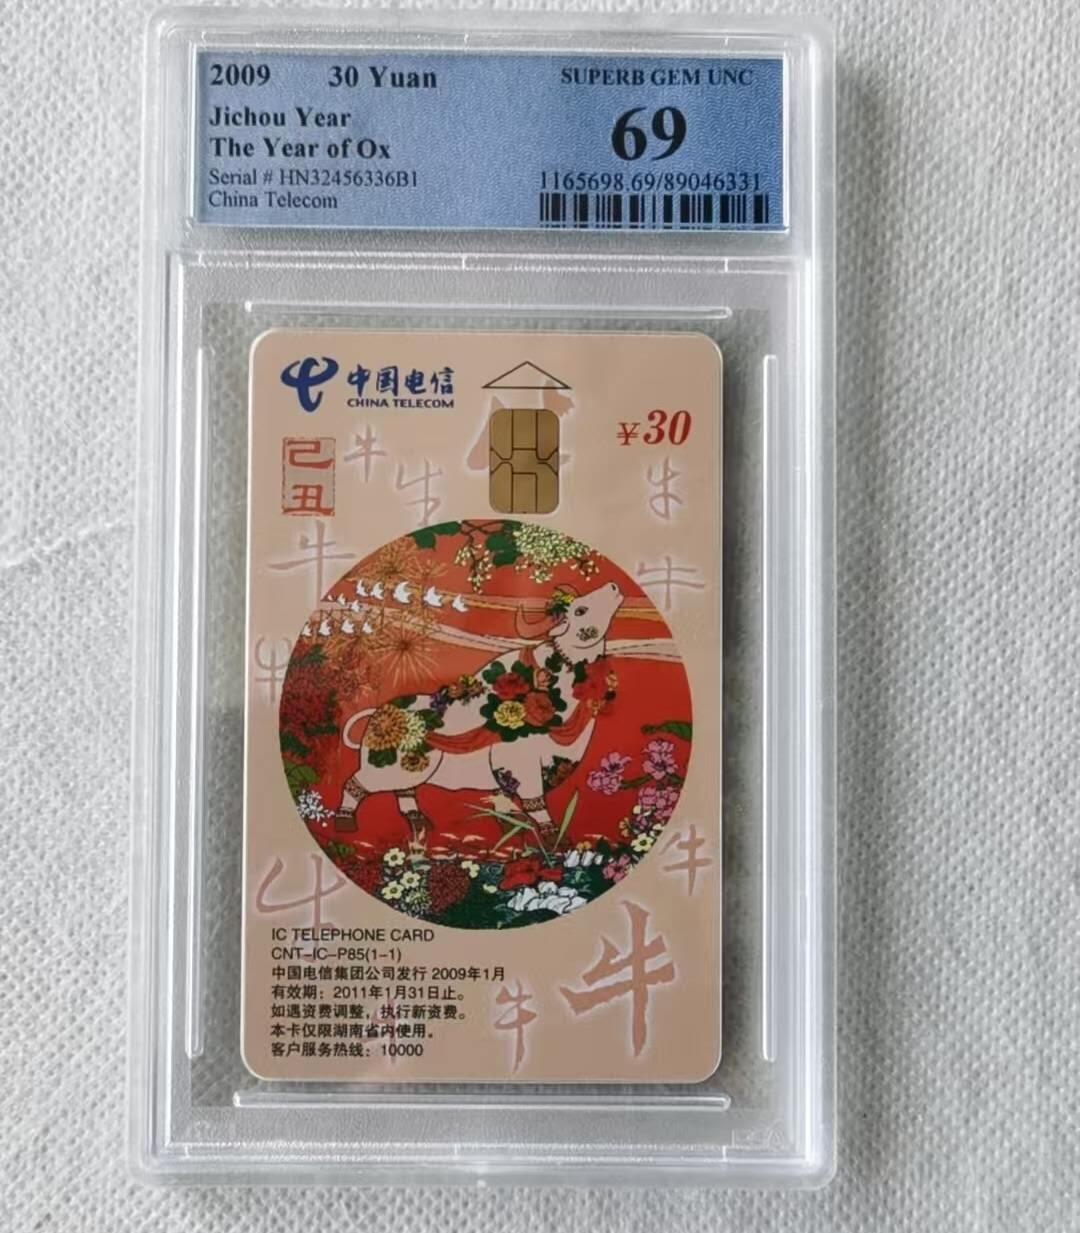 2009 30 Yuan SUPERB GEM UNC
Jichou Year
69
The Year of Ox
Serial # HN32456336B1
1165698.69/89046331
China Telecom
中国电信
CHINA TELECOM
¥30
己
丑
牛
牛
牛
牛
牛
牛
牛
牛
牛
牛
IC TELEPHONE CARD
CNT-IC-P85(1-1)
中国电信集团公司发行 2009年1月
有效期：2011年1月31日止。
如遇资费调整，执行新资费。
本卡仅限湖南省内使用。
客户服务热线：10000
牛